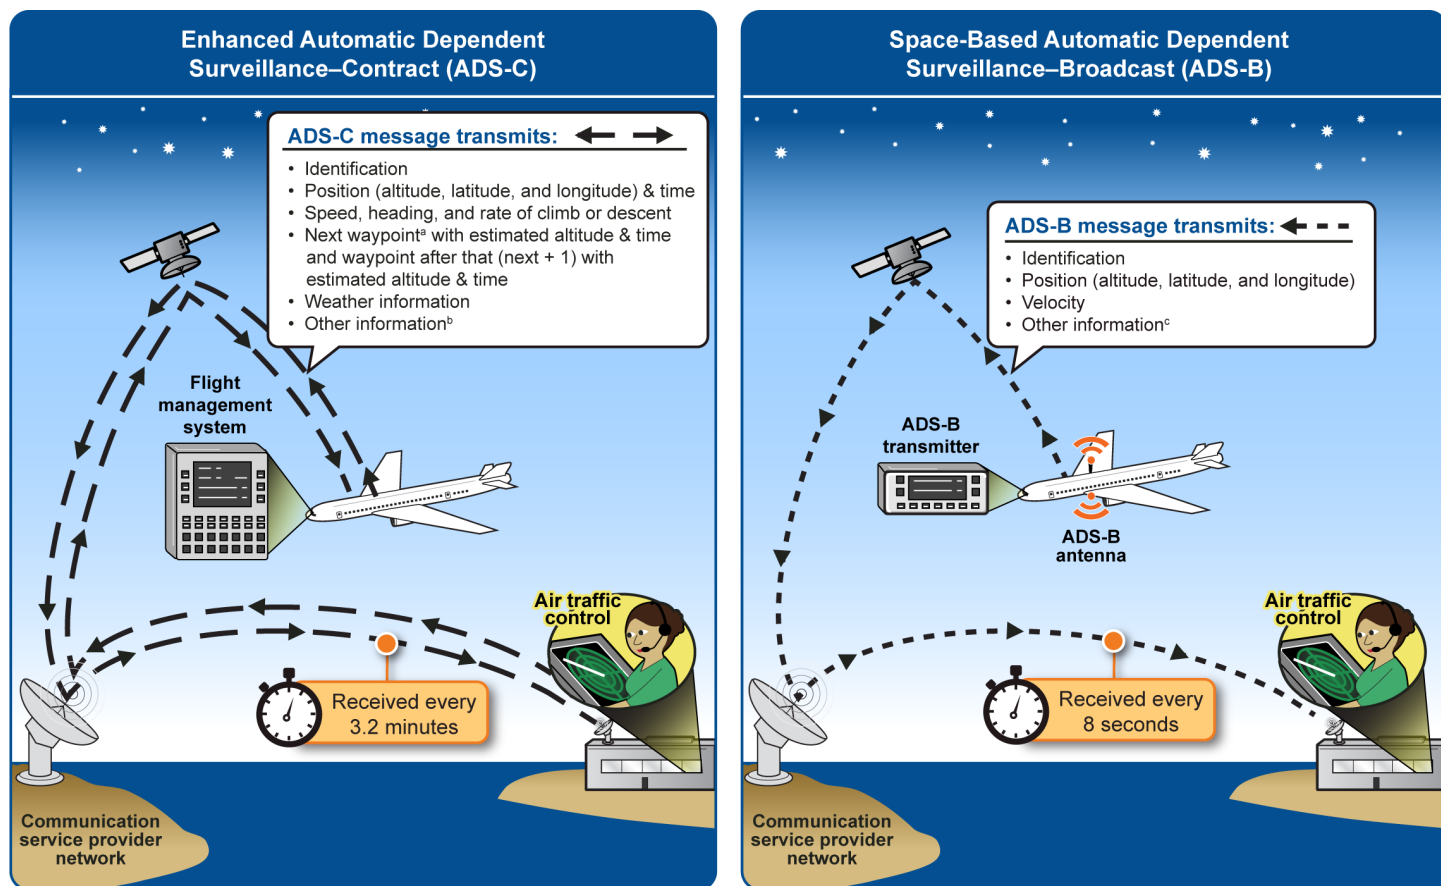 Enhanced Automatic Dependent
Surveillance–Contract (ADS-C)
ADS-C message transmits:
• Identification
• Position (altitude, latitude, and longitude) & time
• Speed, heading, and rate of climb or descent
• Next waypointᵃ with estimated altitude & time
and waypoint after that (next + 1) with
estimated altitude & time
• Weather information
• Other informationᵇ
Flight
management
system
Air traffic
control
Received every
3.2 minutes
Communication
service provider
network
Space-Based Automatic Dependent
Surveillance–Broadcast (ADS-B)
ADS-B message transmits:
• Identification
• Position (altitude, latitude, and longitude)
• Velocity
• Other informationᶜ
ADS-B
transmitter
ADS-B
antenna
Air traffic
control
Received every
8 seconds
Communication
service provider
network